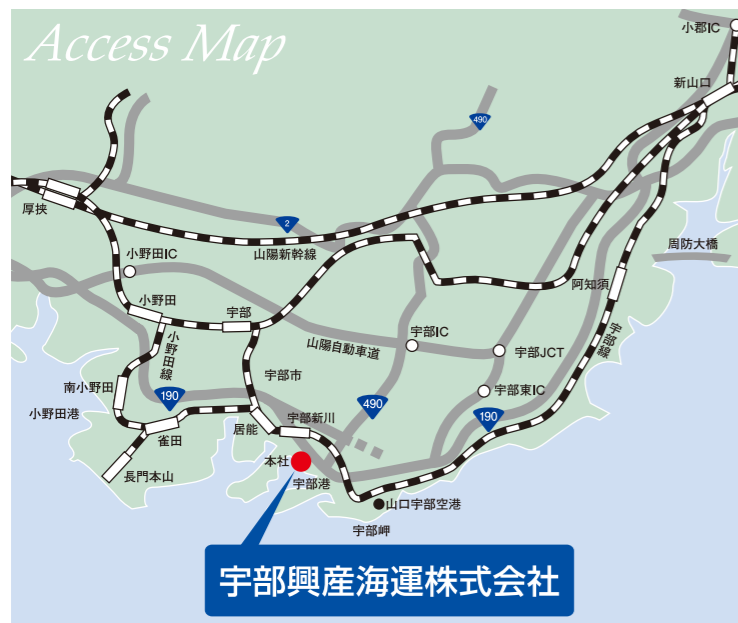 Access Map
小郡IC
新山口
490
厚狭
2
山陽新幹線
周防大橋
小野田IC
阿知須
小野田
宇部
小野田線
山陽自動車道
宇部IC
宇部JCT
宇部線
宇部市
宇部東IC
南小野田
190
490
190
小野田港
宇部新川
居能
雀田
本社
長門本山
宇部港
山口宇部空港
宇部岬
宇部興産海運株式会社